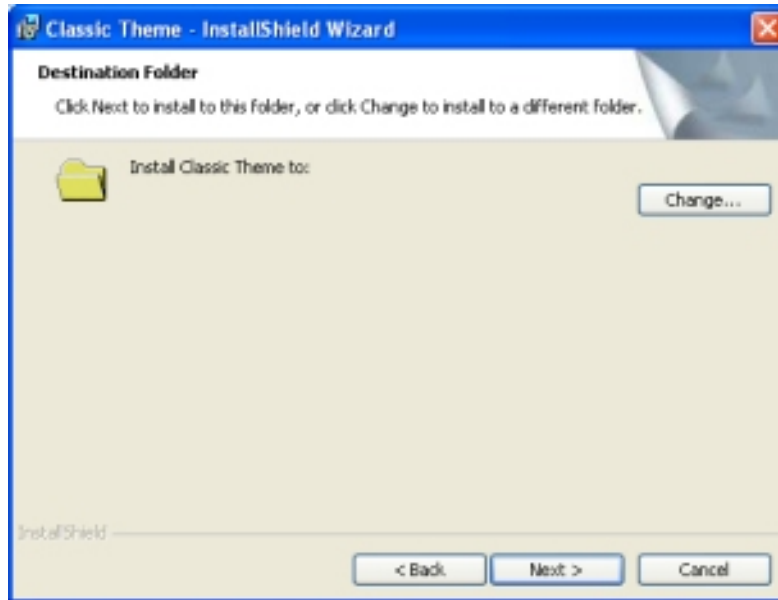 Classic Theme - InstallShield Wizard
Destination Folder
Click Next to install to this folder, or click Change to install to a different folder.
Install Classic Theme to:
Change...
InstallShield
< Back
Next >
Cancel